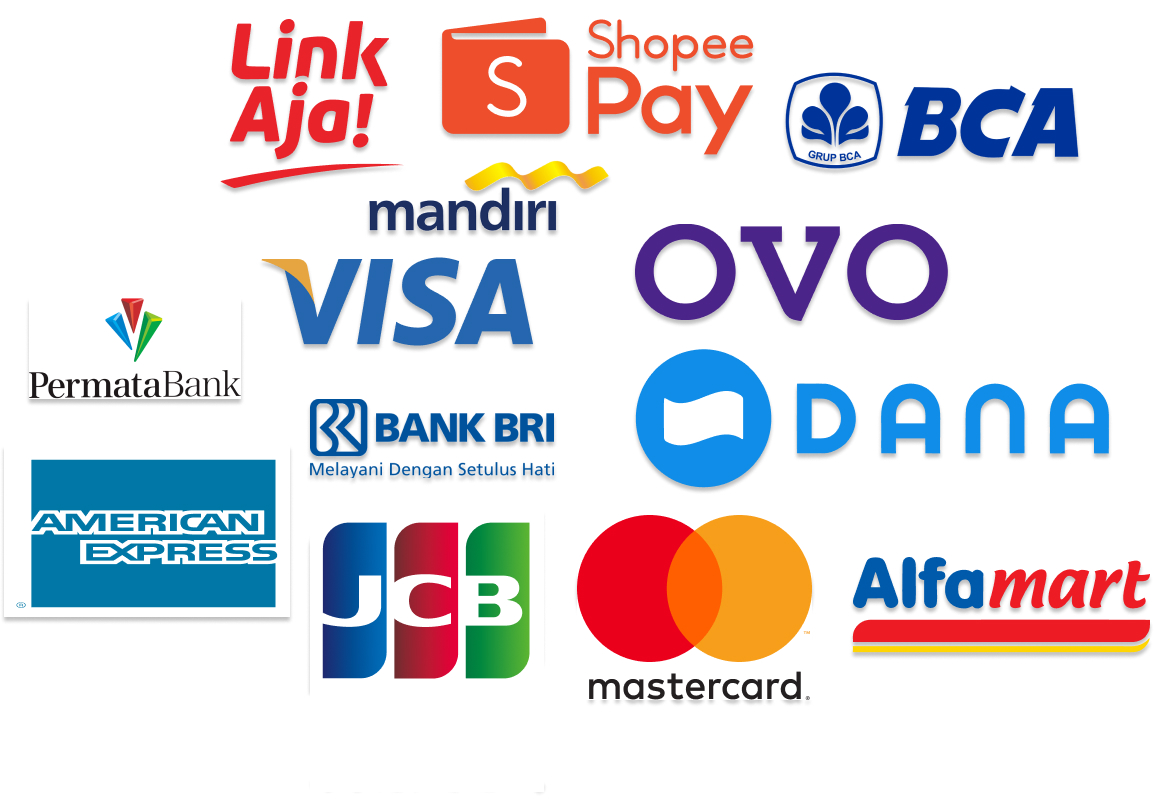 Link
Aja!
S
Shopee
Pay
GRUP BCA
BCA
mandiri
VISA
OVO
PermataBank
DANA
BANK BRI
Melayani Dengan Setulus Hati
AMERICAN
EXPRESS
®
JCB
mastercard®
™
Alfamart